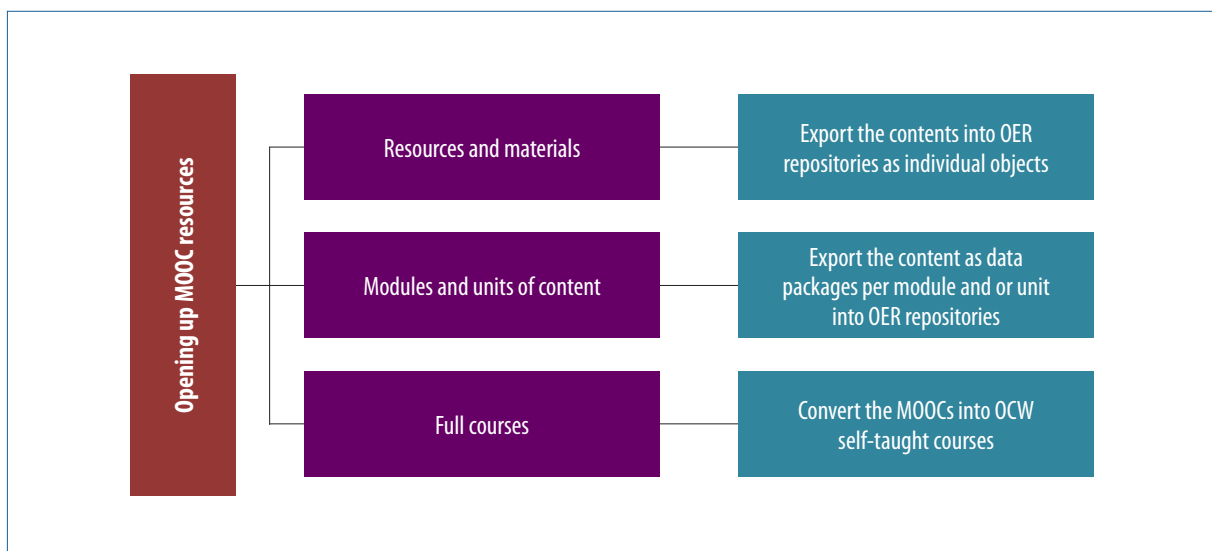 Opening up MOOC resources
Resources and materials
Export the contents into OER
repositories as individual objects
Modules and units of content
Export the content as data
packages per module and or unit
into OER repositories
Full courses
Convert the MOOCs into OCW
self-taught courses